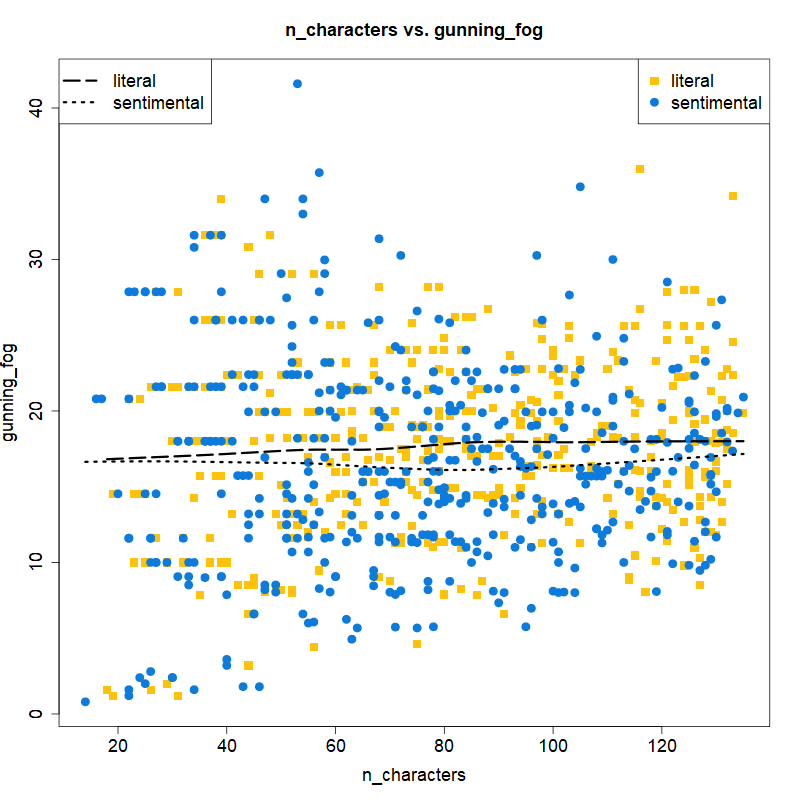 n_characters vs. gunning_fog
literal
sentimental
literal
sentimental
40
30
20
10
0
gunning_fog
20
40
60
80
100
120
n_characters